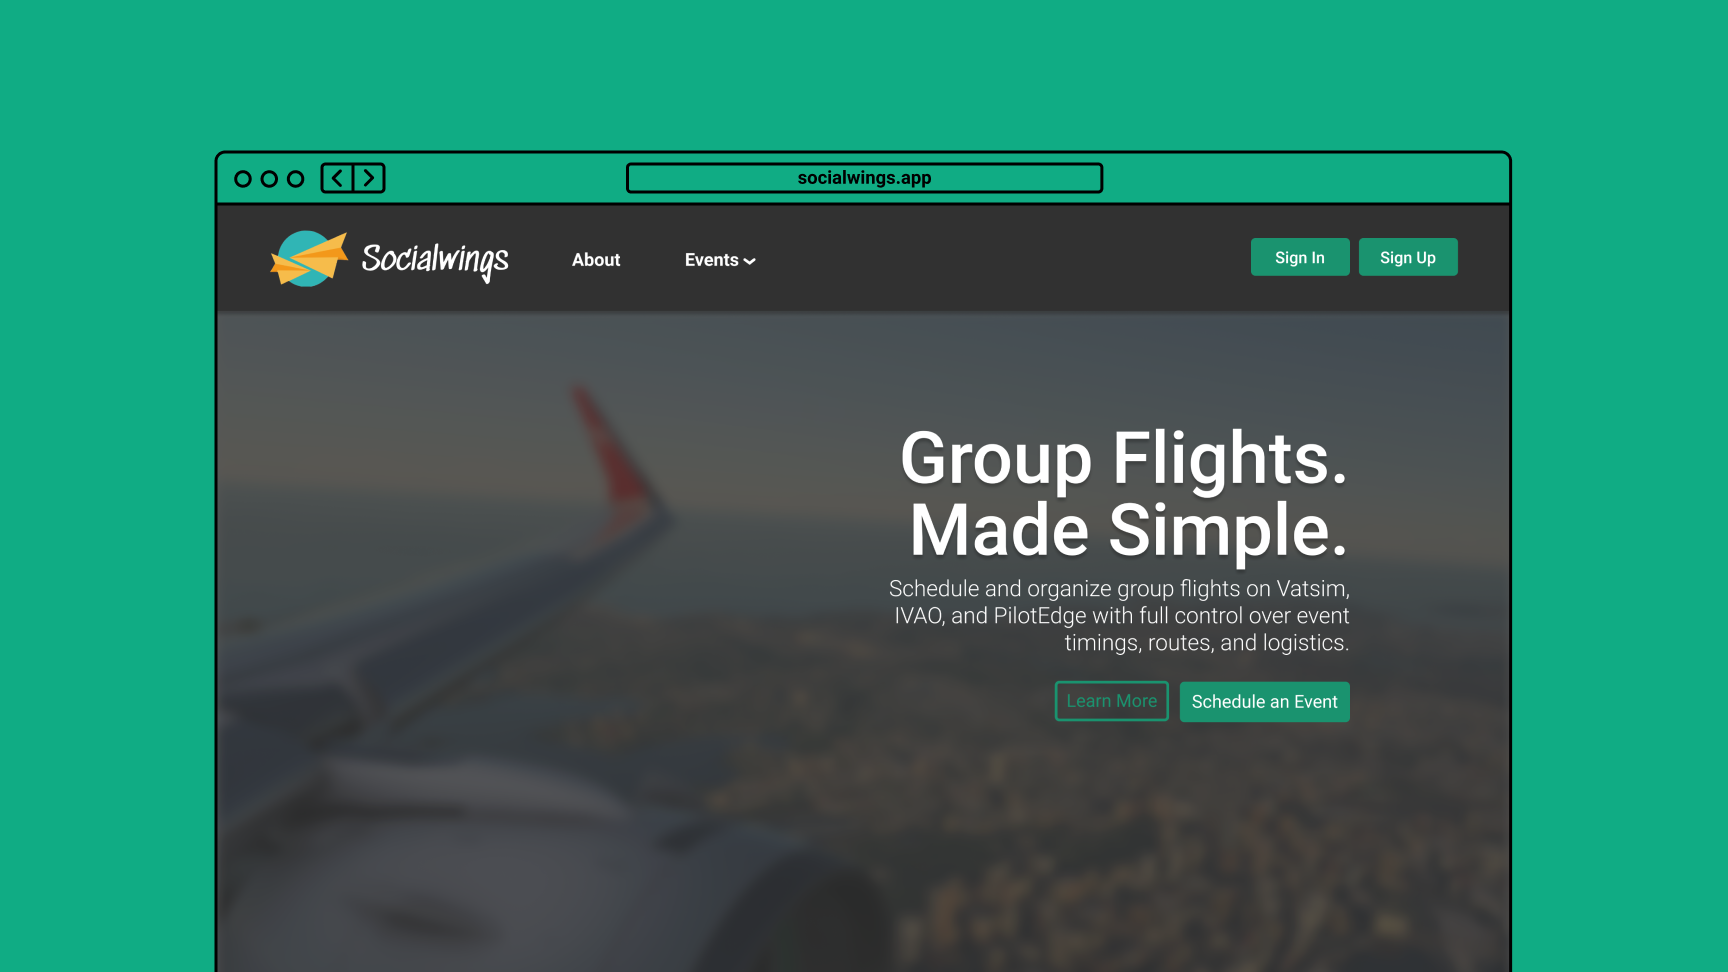 socialwings.app
Socialwings
About
Events
Sign In
Sign Up
Group Flights.
Made Simple.
Schedule and organize group flights on Vatsim,
IVAO, and PilotEdge with full control over event
timings, routes, and logistics.
Learn More
Schedule an Event